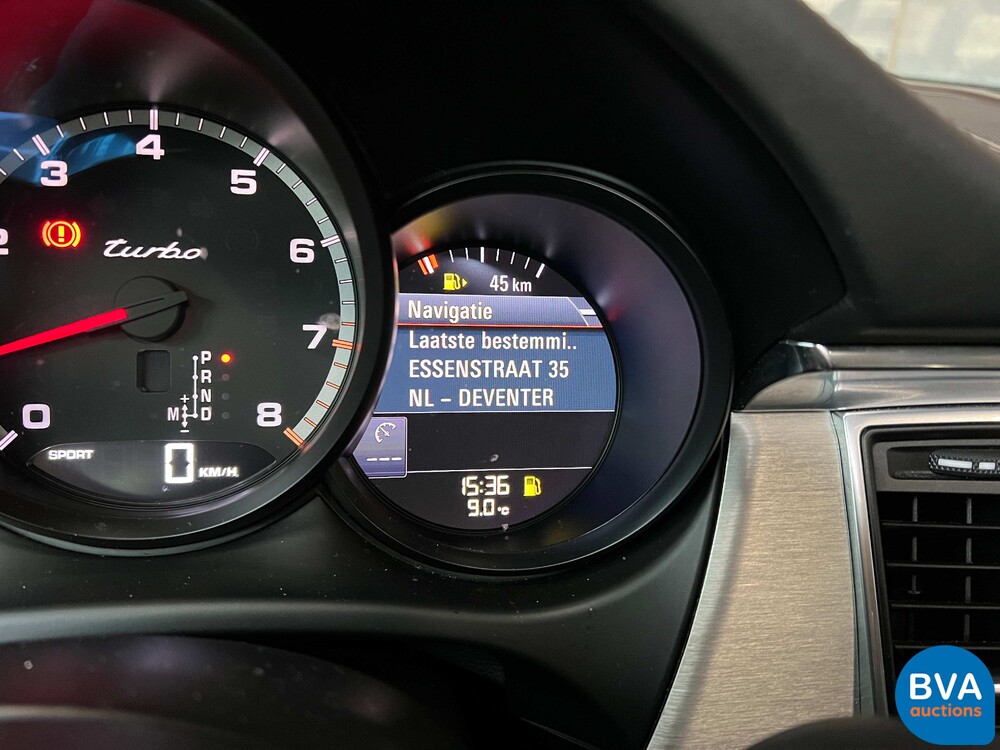 2
3
4
5
6
7
8
0
turbo
P
R
N
M D
+
-
SPORT
0 KM/H
45 km
Navigatie
Laatste bestemmi..
ESSENSTRAAT 35
NL - DEVENTER
---
15:36
9.0 °C
BVA
auctions